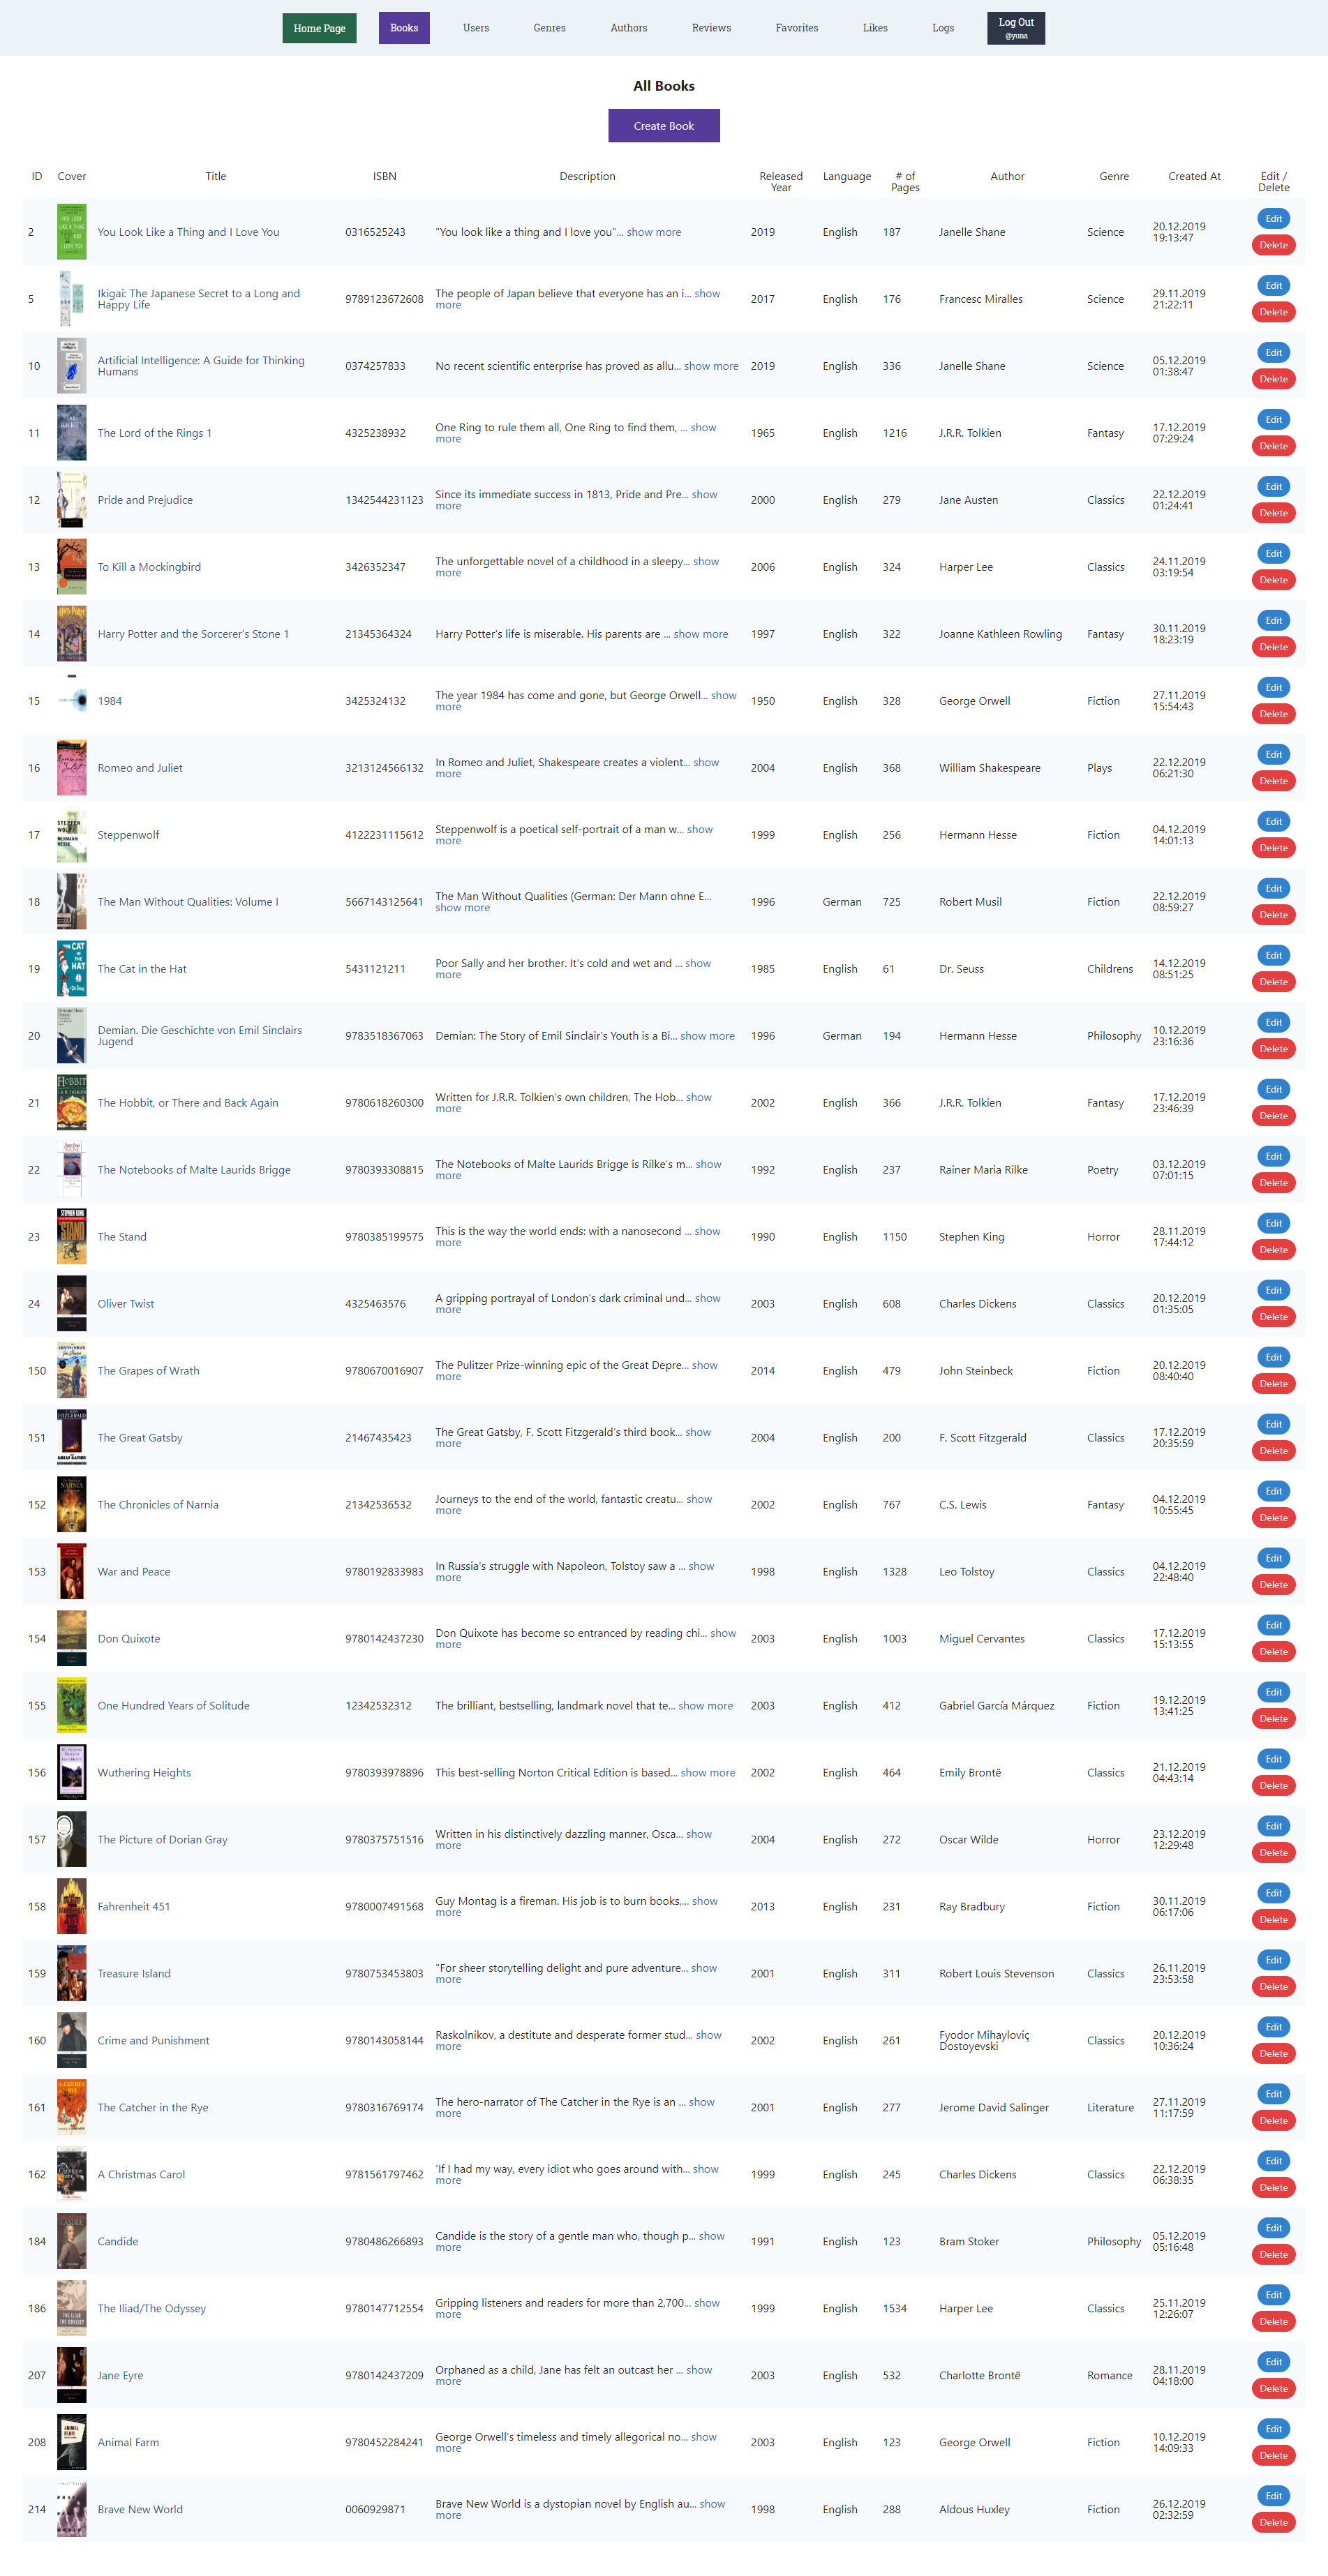 Home Page Books Users Genres Authors Reviews Favorites Likes Logs Log Out
@yuna
All Books
Create Book
ID Cover Title ISBN Description Released Year Language # of Pages Author Genre Created At Edit / Delete
2 You Look Like a Thing and I Love You 0316525243 "You look like a thing and I love you"... show more 2019 English 187 Janelle Shane Science 20.12.2019 19:13:47 Edit Delete
5 Ikigai: The Japanese Secret to a Long and Happy Life 9789123672608 The people of Japan believe that everyone has an i... show more 2017 English 176 Francesc Miralles Science 29.11.2019 21:22:11 Edit Delete
10 Artificial Intelligence: A Guide for Thinking Humans 0374257833 No recent scientific enterprise has proved as allu... show more 2019 English 336 Janelle Shane Science 05.12.2019 01:38:47 Edit Delete
11 The Lord of the Rings 1 4325238932 One Ring to rule them all, One Ring to find them, ... show more 1965 English 1216 J.R.R. Tolkien Fantasy 17.12.2019 07:29:24 Edit Delete
12 Pride and Prejudice 1342544231123 Since its immediate success in 1813, Pride and Pre... show more 2000 English 279 Jane Austen Classics 22.12.2019 01:24:41 Edit Delete
13 To Kill a Mockingbird 3426352347 The unforgettable novel of a childhood in a sleepy... show more 2006 English 324 Harper Lee Classics 24.11.2019 03:19:54 Edit Delete
14 Harry Potter and the Sorcerer's Stone 1 21345364324 Harry Potter's life is miserable. His parents are ... show more 1997 English 322 Joanne Kathleen Rowling Fantasy 30.11.2019 18:23:19 Edit Delete
15 1984 3425324132 The year 1984 has come and gone, but George Orwell... show more 1950 English 328 George Orwell Fiction 27.11.2019 15:54:43 Edit Delete
16 Romeo and Juliet 3213124566132 In Romeo and Juliet, Shakespeare creates a violent... show more 2004 English 368 William Shakespeare Plays 22.12.2019 06:21:30 Edit Delete
17 Steppenwolf 4122231115612 Steppenwolf is a poetical self-portrait of a man w... show more 1999 English 256 Hermann Hesse Fiction 04.12.2019 14:01:13 Edit Delete
18 The Man Without Qualities: Volume I 5667143125641 The Man Without Qualities (German: Der Mann ohne E... show more 1996 German 725 Robert Musil Fiction 22.12.2019 08:59:27 Edit Delete
19 THE CAT IN THE HAT The Cat in the Hat 5431121211 Poor Sally and her brother. It's cold and wet and ... show more 1985 English 61 Dr. Seuss Childrens 14.12.2019 08:51:25 Edit Delete
20 Demian. Die Geschichte von Emil Sinclairs Jugend 9783518367063 Demian: The Story of Emil Sinclair's Youth is a Bi... show more 1996 German 194 Hermann Hesse Philosophy 10.12.2019 23:16:36 Edit Delete
21 HOBBIT The Hobbit, or There and Back Again 9780618260300 Written for J.R.R. Tolkien's own children, The Hob... show more 2002 English 366 J.R.R. Tolkien Fantasy 17.12.2019 23:46:39 Edit Delete
22 The Notebooks of Malte Laurids Brigge 9780393308815 The Notebooks of Malte Laurids Brigge is Rilke's m... show more 1992 English 237 Rainer Maria Rilke Poetry 03.12.2019 07:01:15 Edit Delete
23 STEPHEN KING STAND The Stand 9780385199575 This is the way the world ends: with a nanosecond ... show more 1990 English 1150 Stephen King Horror 28.11.2019 17:44:12 Edit Delete
24 Oliver Twist 4325463576 A gripping portrayal of London's dark criminal und... show more 2003 English 608 Charles Dickens Classics 20.12.2019 01:35:05 Edit Delete
150 The Grapes of Wrath 9780670016907 The Pulitzer Prize-winning epic of the Great Depre... show more 2014 English 479 John Steinbeck Fiction 20.12.2019 08:40:40 Edit Delete
151 The Great Gatsby 21467435423 The Great Gatsby, F. Scott Fitzgerald's third book... show more 2004 English 200 F. Scott Fitzgerald Classics 17.12.2019 20:35:59 Edit Delete
152 NARNIA The Chronicles of Narnia 21342536532 Journeys to the end of the world, fantastic creatu... show more 2002 English 767 C.S. Lewis Fantasy 04.12.2019 10:55:45 Edit Delete
153 War and Peace 9780192833983 In Russia's struggle with Napoleon, Tolstoy saw a ... show more 1998 English 1328 Leo Tolstoy Classics 04.12.2019 22:48:40 Edit Delete
154 Don Quixote 9780142437230 Don Quixote has become so entranced by reading chi... show more 2003 English 1003 Miguel Cervantes Classics 17.12.2019 15:13:55 Edit Delete
155 One Hundred Years of Solitude 12342532312 The brilliant, bestselling, landmark novel that te... show more 2003 English 412 Gabriel García Márquez Fiction 19.12.2019 13:41:25 Edit Delete
156 Wuthering Heights 9780393978896 This best-selling Norton Critical Edition is based... show more 2002 English 464 Emily Brontë Classics 21.12.2019 04:43:14 Edit Delete
157 The Picture of Dorian Gray 9780375751516 Written in his distinctively dazzling manner, Osca... show more 2004 English 272 Oscar Wilde Horror 23.12.2019 12:29:48 Edit Delete
158 Fahrenheit 451 9780007491568 Guy Montag is a fireman. His job is to burn books,... show more 2013 English 231 Ray Bradbury Fiction 30.11.2019 06:17:06 Edit Delete
159 Treasure Island 9780753453803 "For sheer storytelling delight and pure adventure... show more 2001 English 311 Robert Louis Stevenson Classics 26.11.2019 23:53:58 Edit Delete
160 Crime and Punishment 9780143058144 Raskolnikov, a destitute and desperate former stud... show more 2002 English 261 Fyodor Mihayloviç Dostoyevski Classics 20.12.2019 10:36:24 Edit Delete
161 The Catcher in the Rye 9780316769174 The hero-narrator of The Catcher in the Rye is an ... show more 2001 English 277 Jerome David Salinger Literature 27.11.2019 11:17:59 Edit Delete
162 A Christmas Carol 9781561797462 'If I had my way, every idiot who goes around with... show more 1999 English 245 Charles Dickens Classics 22.12.2019 06:38:35 Edit Delete
184 Candide 9780486266893 Candide is the story of a gentle man who, though p... show more 1991 English 123 Bram Stoker Philosophy 05.12.2019 05:16:48 Edit Delete
186 The Iliad/The Odyssey 9780147712554 Gripping listeners and readers for more than 2,700... show more 1999 English 1534 Harper Lee Classics 25.11.2019 12:26:07 Edit Delete
207 Jane Eyre 9780142437209 Orphaned as a child, Jane has felt an outcast her ... show more 2003 English 532 Charlotte Brontë Romance 28.11.2019 04:18:00 Edit Delete
208 Animal Farm 9780452284241 George Orwell's timeless and timely allegorical no... show more 2003 English 123 George Orwell Fiction 10.12.2019 14:09:33 Edit Delete
214 Brave New World 0060929871 Brave New World is a dystopian novel by English au... show more 1998 English 288 Aldous Huxley Fiction 26.12.2019 02:32:59 Edit Delete